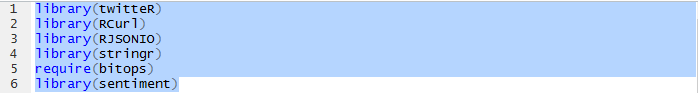 1 library(twitteR)
2 library(RCurl)
3 library(RJSONIO)
4 library(stringr)
5 require(bitops)
6 library(sentiment)